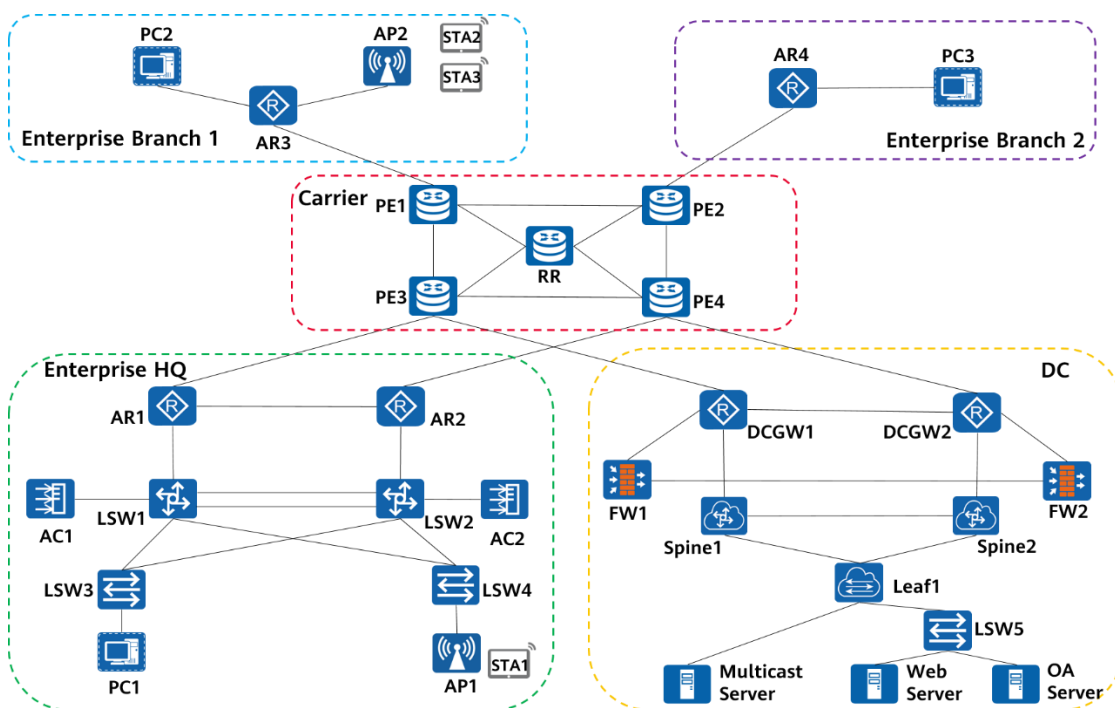 PC2
AP2
STA2
STA3
AR4
PC3
R
R
Enterprise Branch 1
AR3
Enterprise Branch 2
Carrier
PE1
PE2
RR
PE3
PE4
Enterprise HQ
DC
R
R
AR1
AR2
R
R
DCGW1
DCGW2
AC1
LSW1
LSW2
AC2
FW1
FW2
Spine1
Spine2
LSW3
LSW4
Leaf1
LSW5
PC1
AP1
STA1
Multicast
Server
Web
Server
OA
Server